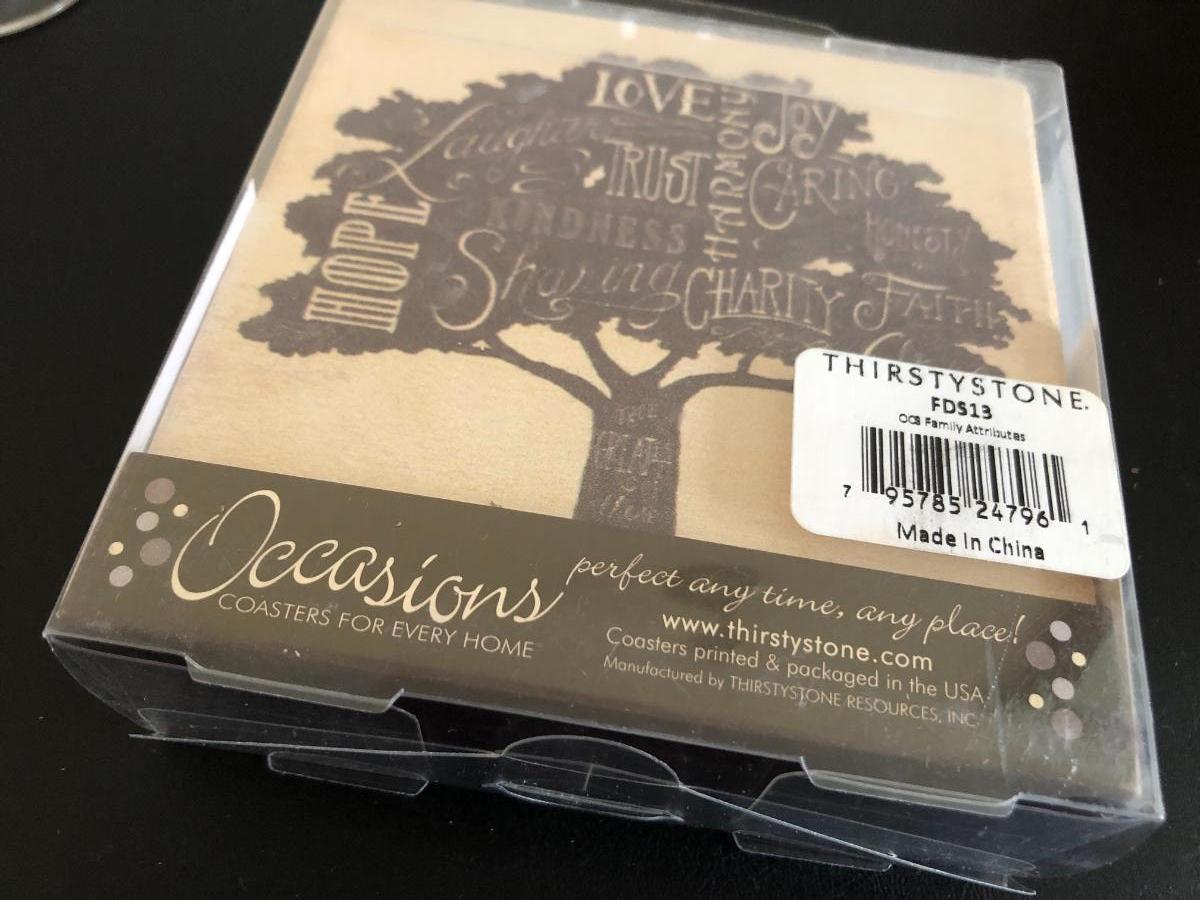 LOVE
Joy
HARMONY
Laughter
TRUST
CARING
HOPE
KINDNESS
HONESTY
Sharing
CHARITY
FAITH
THE
THIRSTYSTONE.
FDS13
OCS Family Attributes
7 95785 24796 1
Made In China
Occasions
COASTERS FOR EVERY HOME
perfect any time, any place!
www.thirstystone.com
Coasters printed & packaged in the USA.
Manufactured by THIRSTYSTONE RESOURCES, INC.